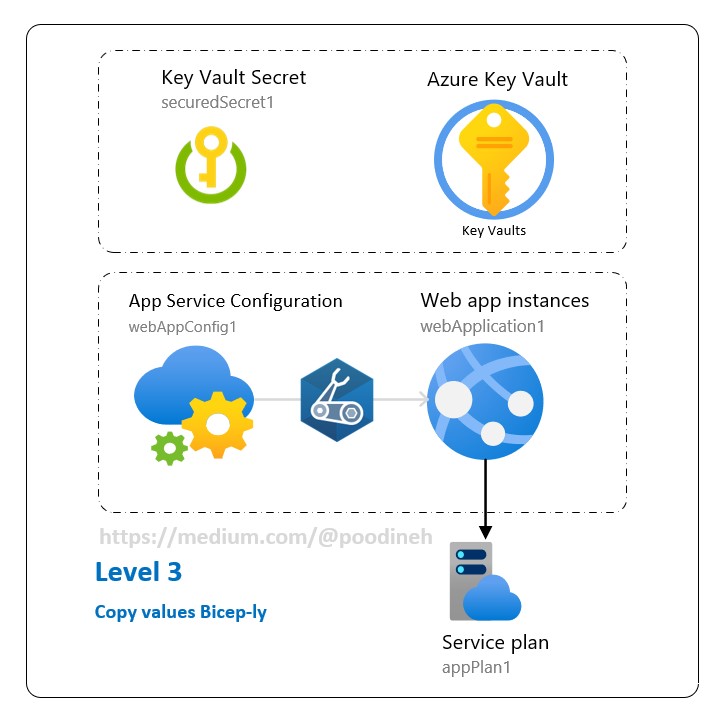 Key Vault Secret
securedSecret1
Azure Key Vault
Key Vaults
App Service Configuration
webAppConfig1
Web app instances
webApplication1
https://medium.com/@poodineh
Level 3
Copy values Bicep-ly
Service plan
appPlan1